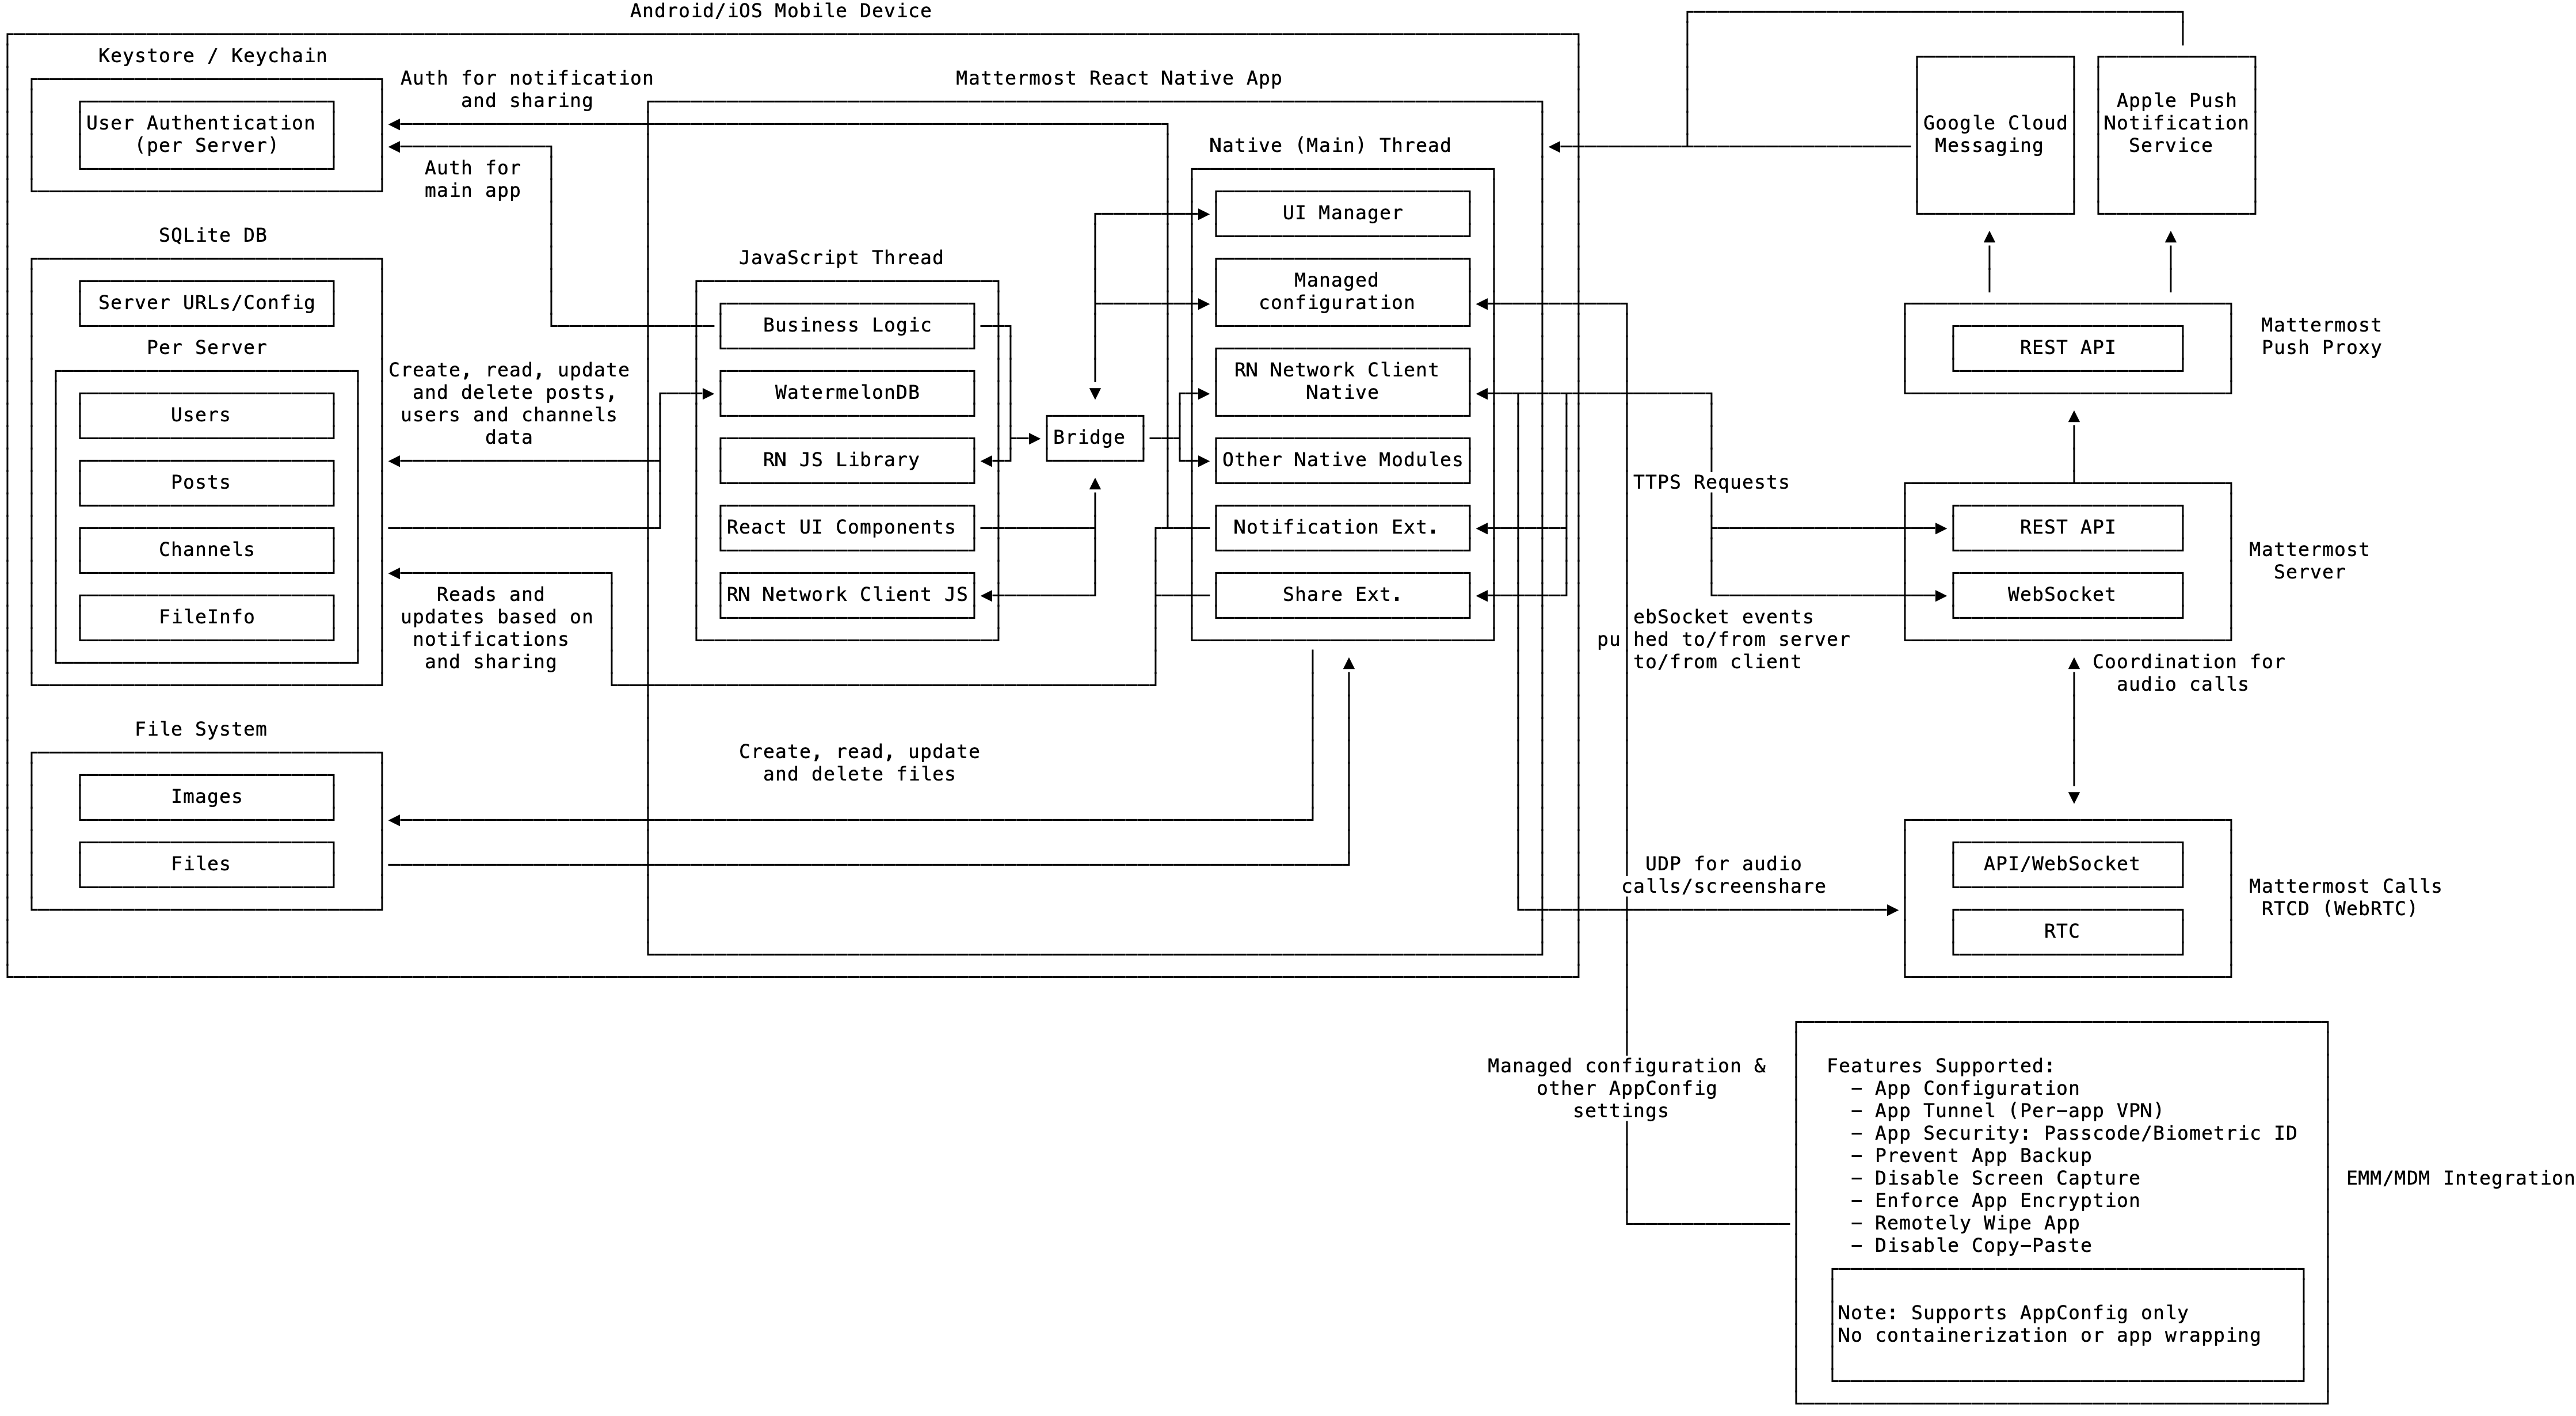 Android/iOS Mobile Device
Keystore / Keychain
User Authentication
(per Server)
Auth for notification
and sharing
Auth for
main app
SQLite DB
Server URLs/Config
Per Server
Users
Posts
Channels
FileInfo
Create, read, update
and delete posts,
users and channels
data
Reads and
updates based on
notifications
and sharing
File System
Images
Files
Mattermost React Native App
JavaScript Thread
Business Logic
WatermelonDB
RN JS Library
React UI Components
RN Network Client JS
Bridge
Native (Main) Thread
UI Manager
Managed
configuration
RN Network Client
Native
Other Native Modules
Notification Ext.
Share Ext.
Create, read, update
and delete files
Google Cloud
Messaging
Apple Push
Notification
Service
REST API
Mattermost
Push Proxy
TTPS Requests
REST API
WebSocket
Mattermost
Server
ebSocket events
pu hed to/from server
to/from client
Coordination for
audio calls
UDP for audio
calls/screenshare
API/WebSocket
RTC
Mattermost Calls
RTCD (WebRTC)
Managed configuration &
other AppConfig
settings
Features Supported:
- App Configuration
- App Tunnel (Per-app VPN)
- App Security: Passcode/Biometric ID
- Prevent App Backup
- Disable Screen Capture
- Enforce App Encryption
- Remotely Wipe App
- Disable Copy-Paste
Note: Supports AppConfig only
No containerization or app wrapping
EMM/MDM Integration